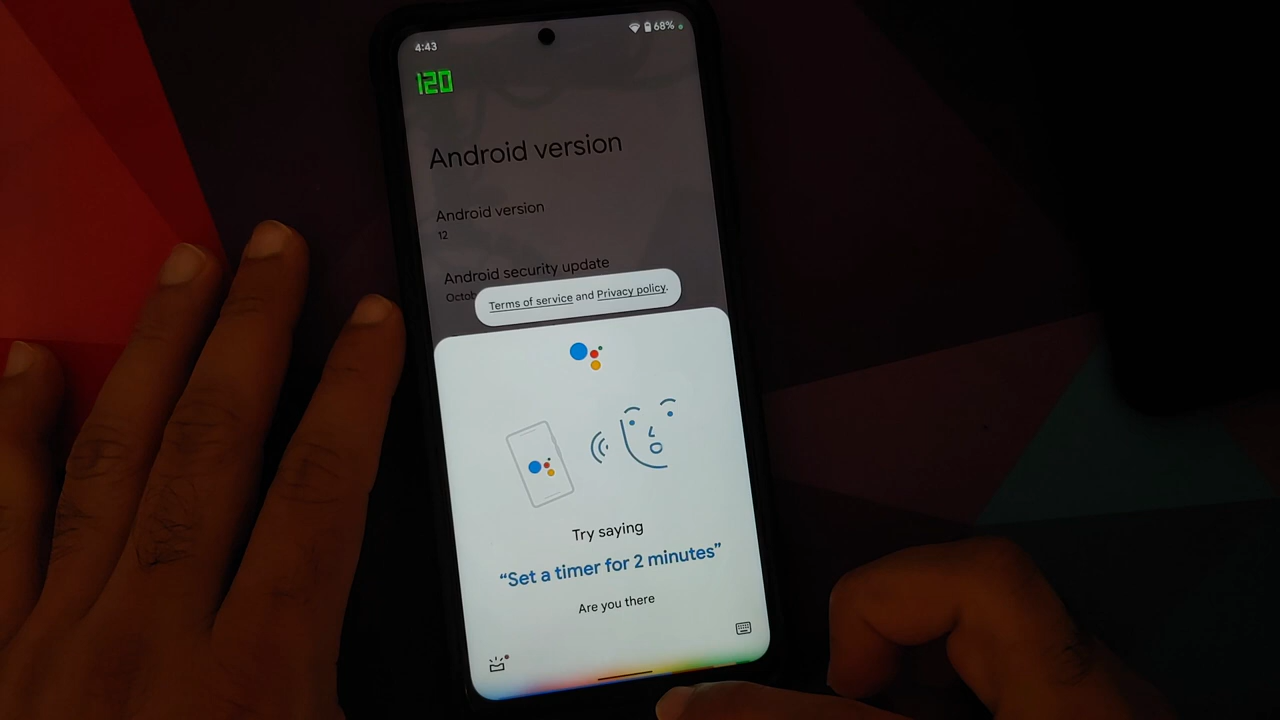 4:43
68%
120
Android version
Android version
12
Android security update
Octob
Terms of service and Privacy policy.
Try saying
“Set a timer for 2 minutes”
Are you there